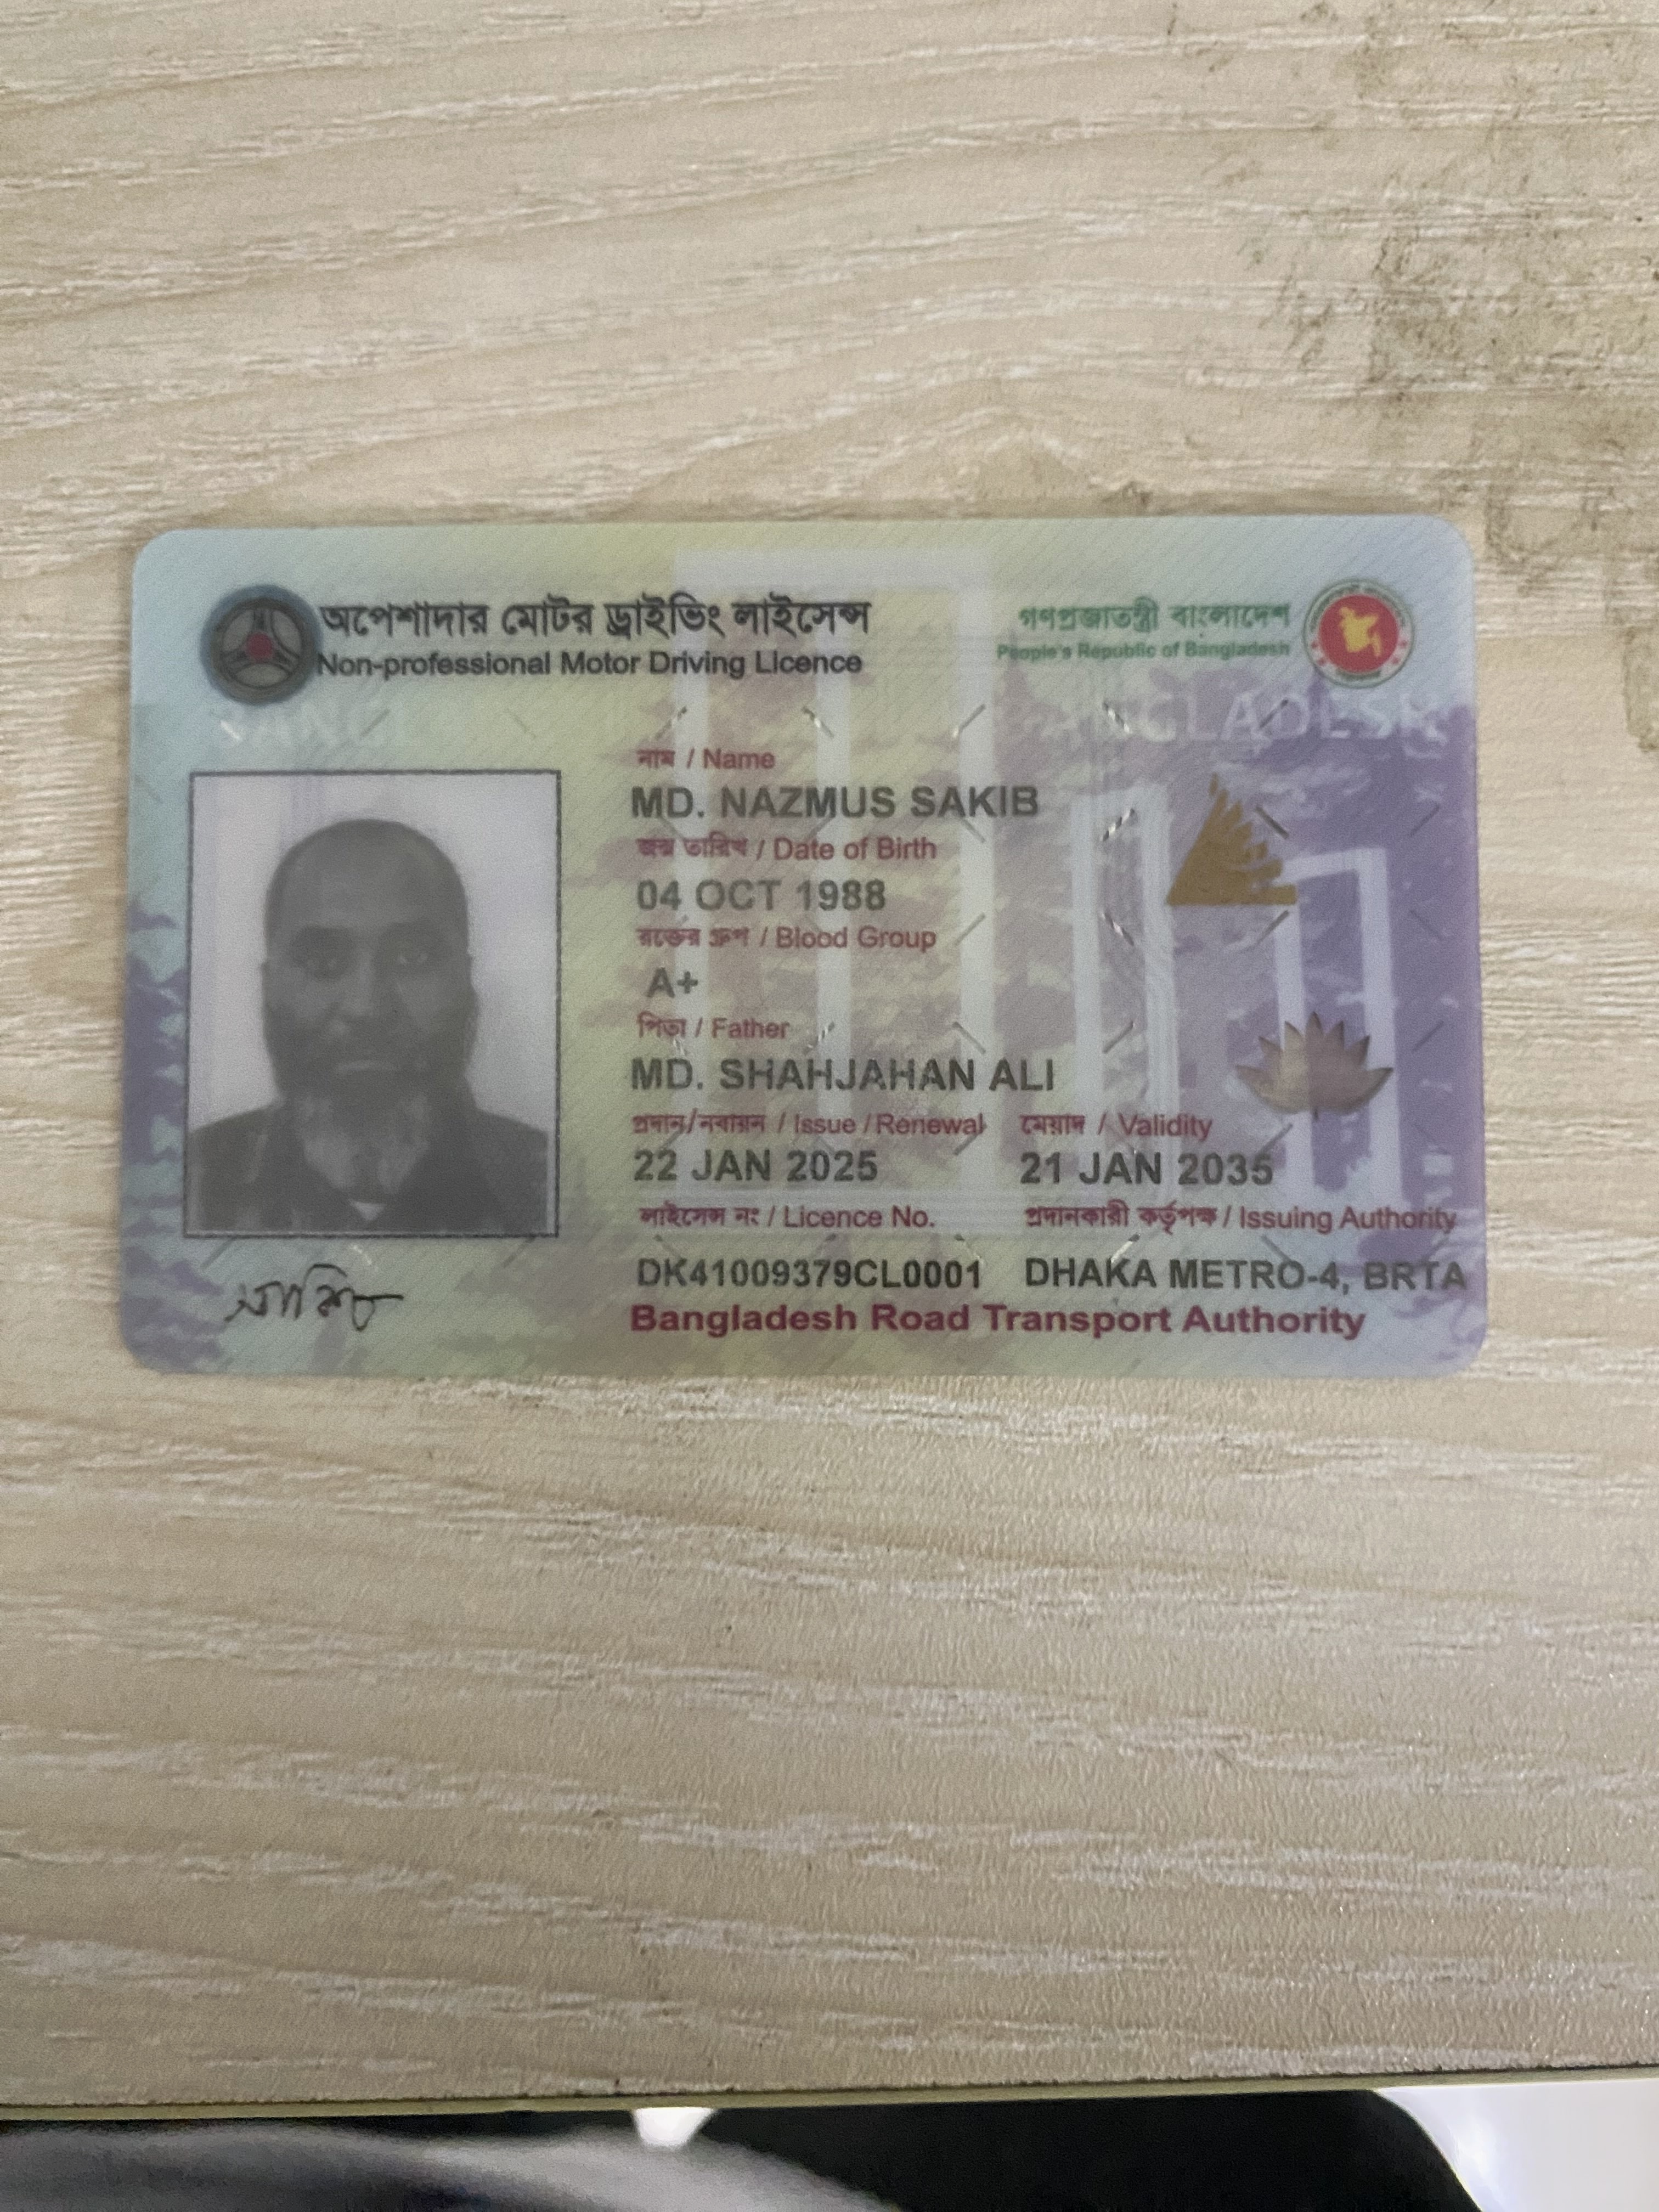 অপেশাদার মোটর ড্রাইভিং লাইসেন্স
Non-professional Motor Driving Licence
গণপ্রজাতন্ত্রী বাংলাদেশ
People's Republic of Bangladesh
BANGLADESH
নাম / Name
MD. NAZMUS SAKIB
জন্ম তারিখ / Date of Birth
04 OCT 1988
রক্তের গ্রুপ / Blood Group
A+
পিতা / Father
MD. SHAHJAHAN ALI
প্রদান/নবায়ন / Issue / Renewal মেয়াদ / Validity
22 JAN 2025 21 JAN 2035
লাইসেন্স নং / Licence No. প্রদানকারী কর্তৃপক্ষ / Issuing Authority
DK41009379CL0001 DHAKA METRO-4, BRTA
Bangladesh Road Transport Authority
সাকিব